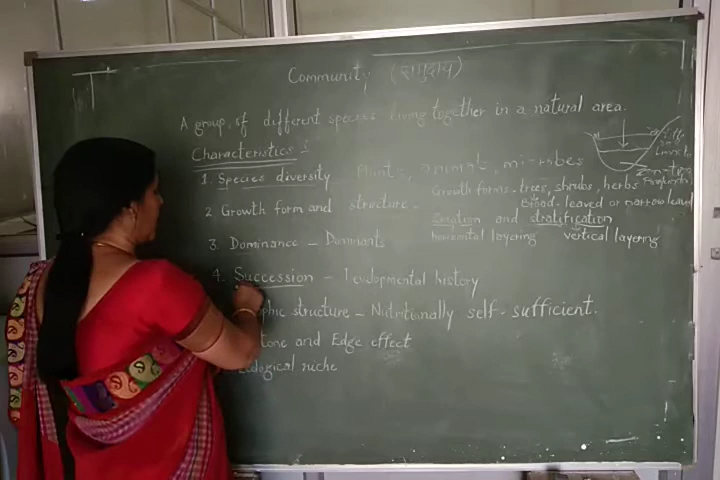 Community (समुदाय)
A group of different species living together in a natural area.
Characteristics :
1. Species diversity - Plants, animals, microbes
Growth forms - trees, shrubs, herbs
2 Growth form and structure - Broad-leaved or narrow leaved
Zonation and stratification
horizontal layering vertical layering
3. Dominance - Dominants
4. Succession - Developmental history
phic structure - Nutritionally self-sufficient.
tone and Edge effect
cological niche